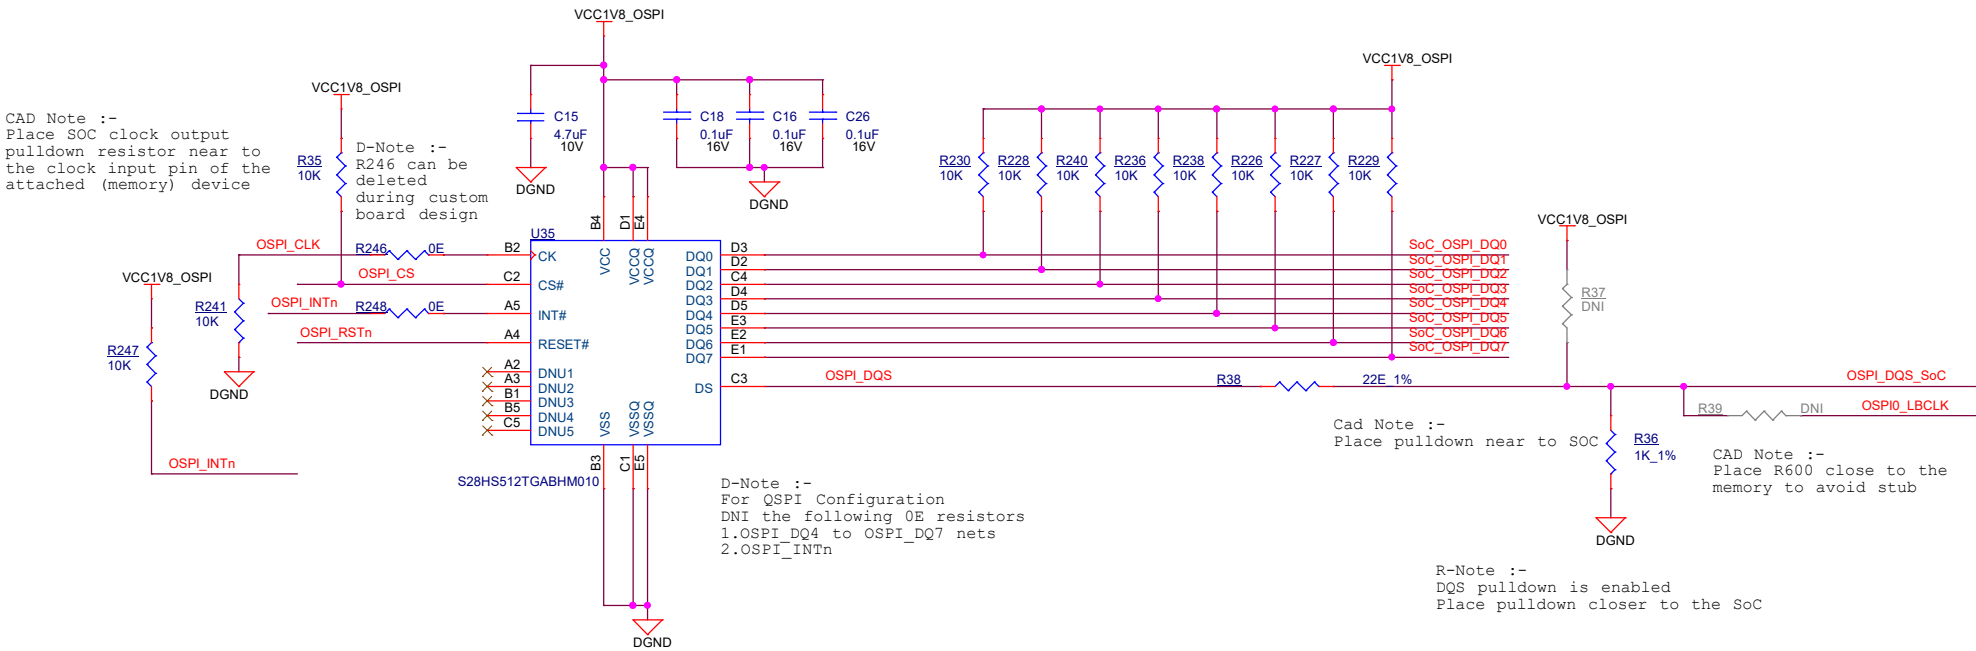 VCC1V8_OSPI
VCC1V8_OSPI
VCC1V8_OSPI
CAD Note :-
Place SOC clock output
pulldown resistor near to
the clock input pin of the
attached (memory) device
R35
10K
D-Note :-
R246 can be
deleted
during custom
board design
C15
4.7uF
10V
DGND
C18
0.1uF
16V
C16
0.1uF
16V
C26
0.1uF
16V
DGND
R230
10K
R228
10K
R240
10K
R236
10K
R238
10K
R226
10K
R227
10K
R229
10K
VCC1V8_OSPI
U35
B4
D1
E4
VCC
VCCQ
VCCQ
OSPI_CLK
R246
0E
B2
CK
OSPI_CS
C2
CS#
OSPI_INTn
R248
0E
A5
INT#
OSPI_RSTn
A4
RESET#
A2
DNU1
A3
DNU2
B1
DNU3
B5
DNU4
C5
DNU5
VCC1V8_OSPI
R241
10K
DGND
R247
10K
OSPI_INTn
DQ0
D3
SoC_OSPI_DQ0
DQ1
D2
SoC_OSPI_DQ1
DQ2
C4
SoC_OSPI_DQ2
DQ3
D4
SoC_OSPI_DQ3
DQ4
D5
SoC_OSPI_DQ4
DQ5
E3
SoC_OSPI_DQ5
DQ6
E2
SoC_OSPI_DQ6
DQ7
E1
SoC_OSPI_DQ7
DS
C3
OSPI_DQS
R38
22E_1%
R37
DNI
OSPI_DQS_SoC
R39
DNI
OSPI0_LBCLK
VSS
VSSQ
VSSQ
B3
C1
E5
S28HS512TGABHM010
DGND
D-Note :-
For QSPI Configuration
DNI the following 0E resistors
1.OSPI_DQ4 to OSPI_DQ7 nets
2.OSPI_INTn
Cad Note :-
Place pulldown near to SOC
R36
1K_1%
DGND
CAD Note :-
Place R600 close to the
memory to avoid stub
R-Note :-
DQS pulldown is enabled
Place pulldown closer to the SoC